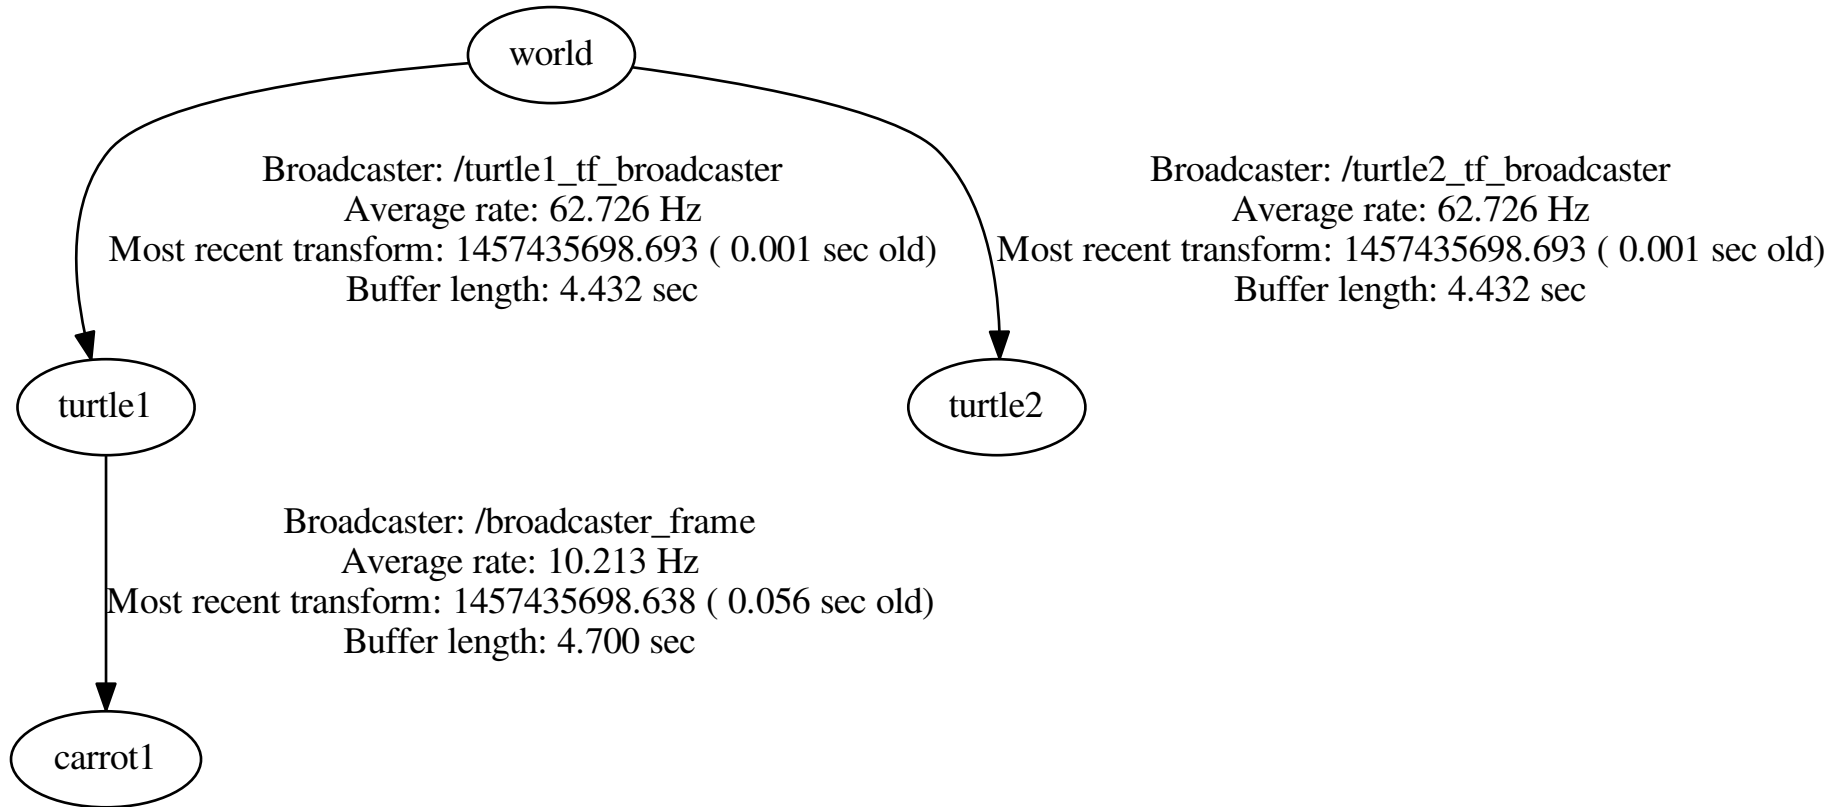 world
Broadcaster: /turtle1_tf_broadcaster
Average rate: 62.726 Hz
Most recent transform: 1457435698.693 ( 0.001 sec old)
Buffer length: 4.432 sec
Broadcaster: /turtle2_tf_broadcaster
Average rate: 62.726 Hz
Most recent transform: 1457435698.693 ( 0.001 sec old)
Buffer length: 4.432 sec
turtle1
turtle2
Broadcaster: /broadcaster_frame
Average rate: 10.213 Hz
Most recent transform: 1457435698.638 ( 0.056 sec old)
Buffer length: 4.700 sec
carrot1